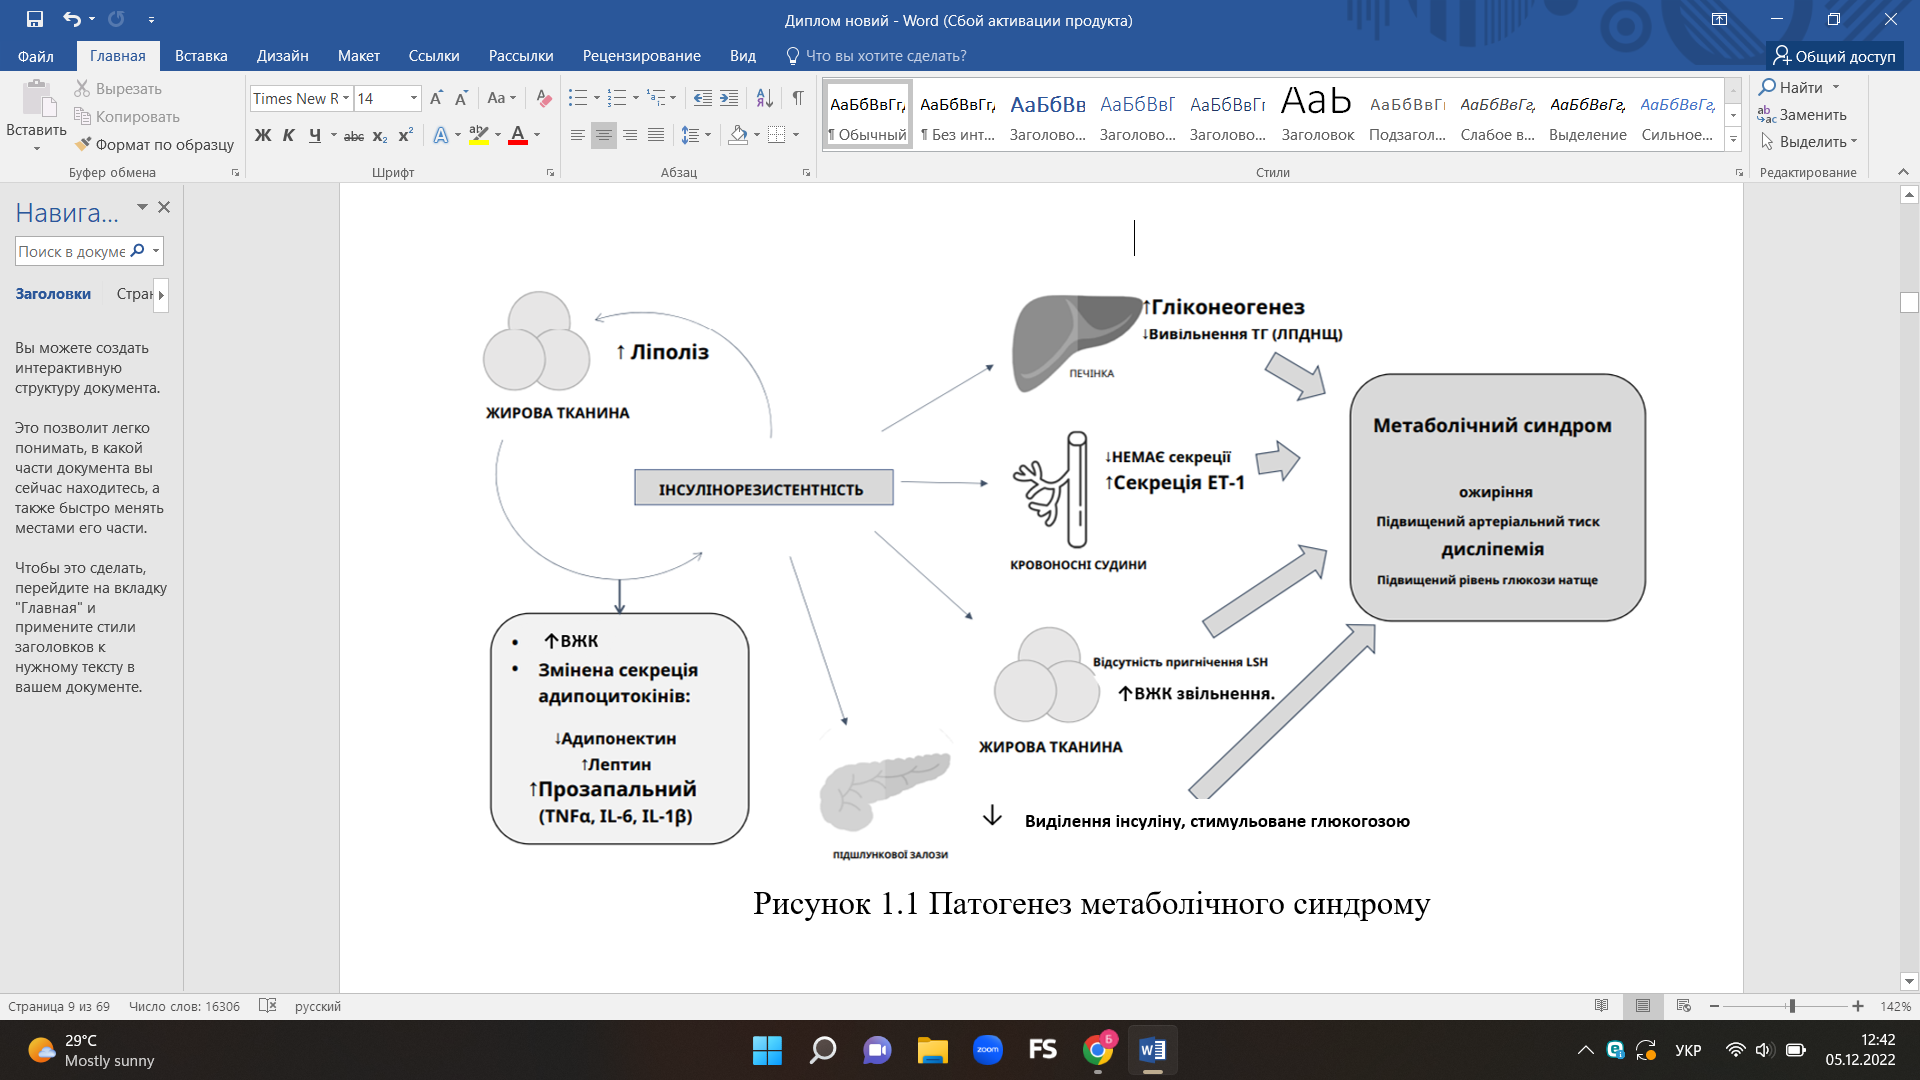 Диплом новий - Word (Сбой активации продукта)
Файл
Главная
Вставка
Дизайн
Макет
Ссылки
Рассылки
Рецензирование
Вид
Что вы хотите сделать?
Общий доступ
Вставить
Вырезать
Копировать
Формат по образцу
Буфер обмена
Times New R
14
Aa
Ж К Ч abc x₂ x²
Шрифт
Абзац
АаБбВвГг, АаБбВвГг, АаБбВв АаБбВвГ АаБбВвГг АаЬ АаБбВвГг АаБбВвГг, АаБбВвГг, АаБбВвГг,
¶ Обычный
¶ Без инт...
Заголово...
Заголово...
Заголово...
Заголовок
Подзагол...
Слабое в...
Выделение
Сильное...
Стили
Найти
Заменить
Выделить
Редактирование
Навига...
Поиск в докуме
Заголовки
Стран
Вы можете создать
интерактивную
структуру документа.
Это позволит легко
понимать, в какой
части документа вы
сейчас находитесь, а
также быстро менять
местами его части.
Чтобы это сделать,
перейдите на вкладку
"Главная" и
примените стили
заголовков к
нужному тексту в
вашем документе.
↑ Ліполіз
ЖИРОВА ТКАНИНА
ІНСУЛІНОРЕЗИСТЕНТНІСТЬ
↑Гліконеогенез
↓Вивільнення ТГ (ЛПДНЩ)
ПЕЧІНКА
↓НЕМАЄ секреції
↑Секреція ЕТ-1
КРОВОНОСНІ СУДИНИ
Метаболічний синдром
ожиріння
Підвищений артеріальний тиск
дисліпемія
Підвищений рівень глюкози натще
• ↑ВЖК
• Змінена секреція
адипоцитокінів:
↓Адипонектин
↑Лептин
↑Прозапальний
(TNFα, IL-6, IL-1β)
Відсутність пригнічення LSH
↑ВЖК звільнення.
ЖИРОВА ТКАНИНА
↓ Виділення інсуліну, стимульоване глюкогозою
ПІДШЛУНКОВОЇ ЗАЛОЗИ
Рисунок 1.1 Патогенез метаболічного синдрому
Страница 9 из 69
Число слов: 16306
русский
142%
29°C
Mostly sunny
zoom
FS
Б
УКР
12:42
05.12.2022